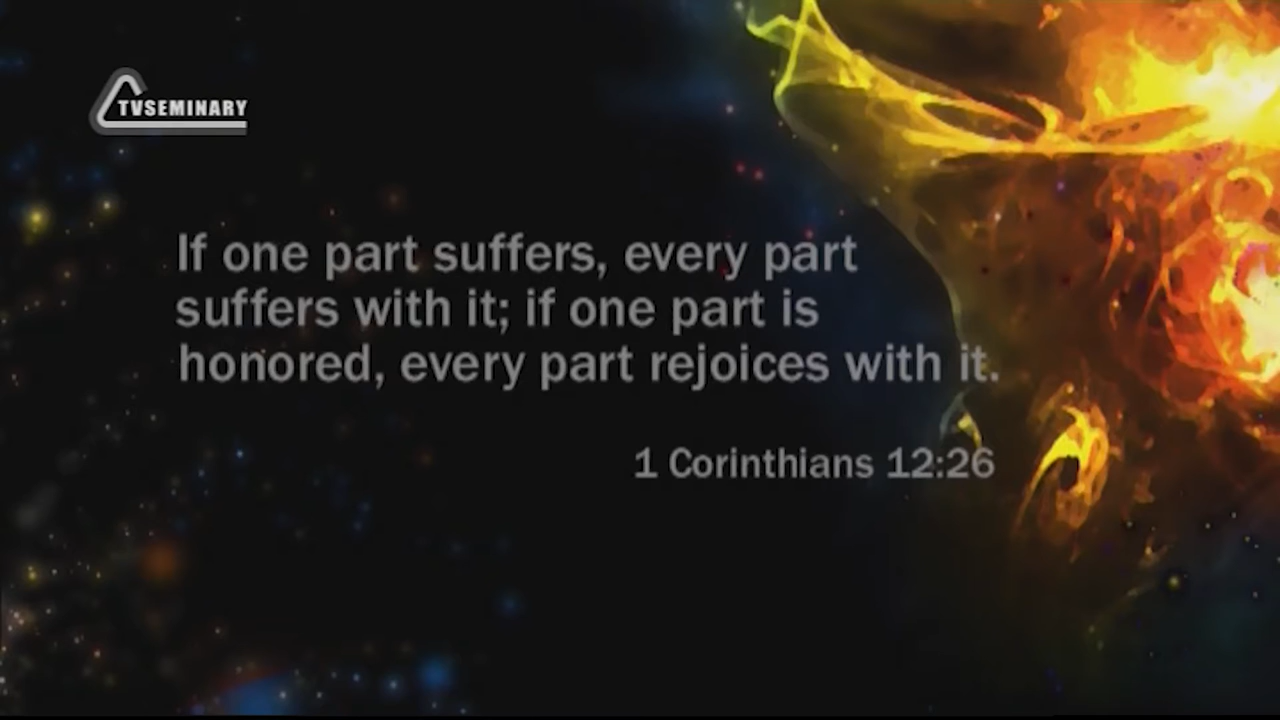 TVSEMINARY
If one part suffers, every part
suffers with it; if one part is
honored, every part rejoices with it.
1 Corinthians 12:26